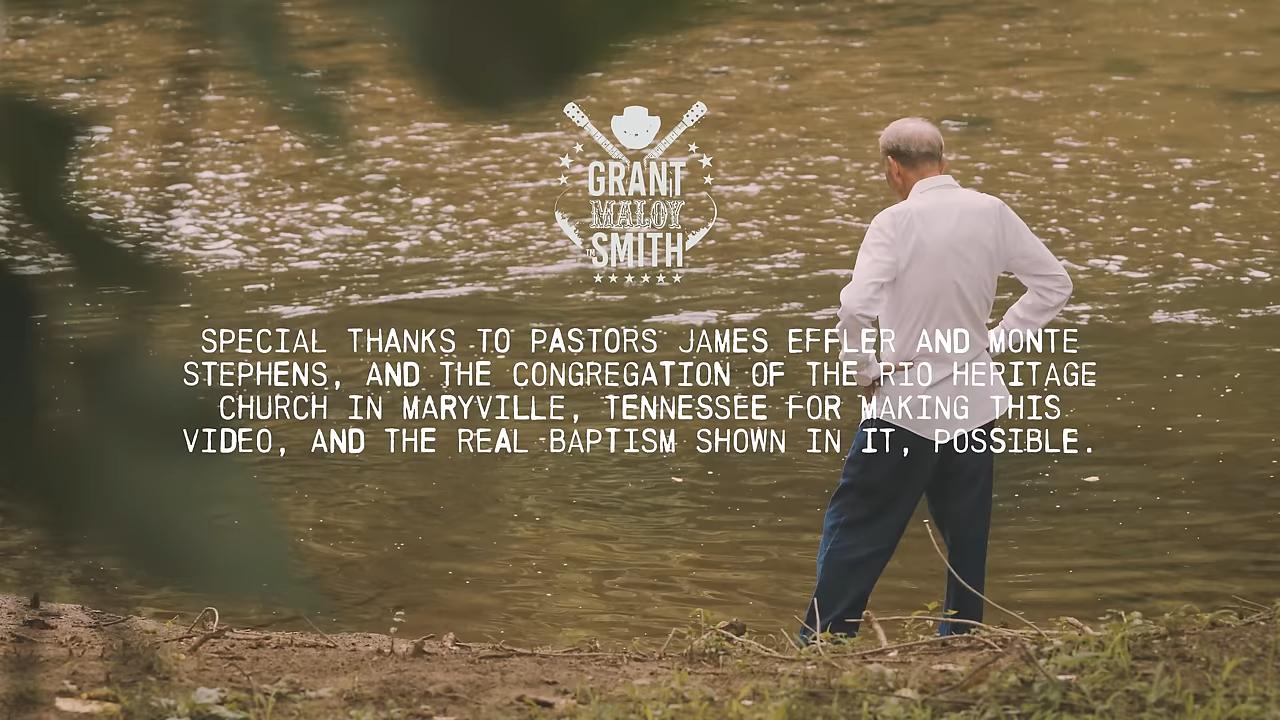 GRANT
MALOY
SMITH
SPECIAL THANKS TO PASTORS JAMES EFFLER AND MONTE
STEPHENS, AND THE CONGREGATION OF THE RIO HERITAGE
CHURCH IN MARYVILLE, TENNESSEE FOR MAKING THIS
VIDEO, AND THE REAL BAPTISM SHOWN IN IT, POSSIBLE.